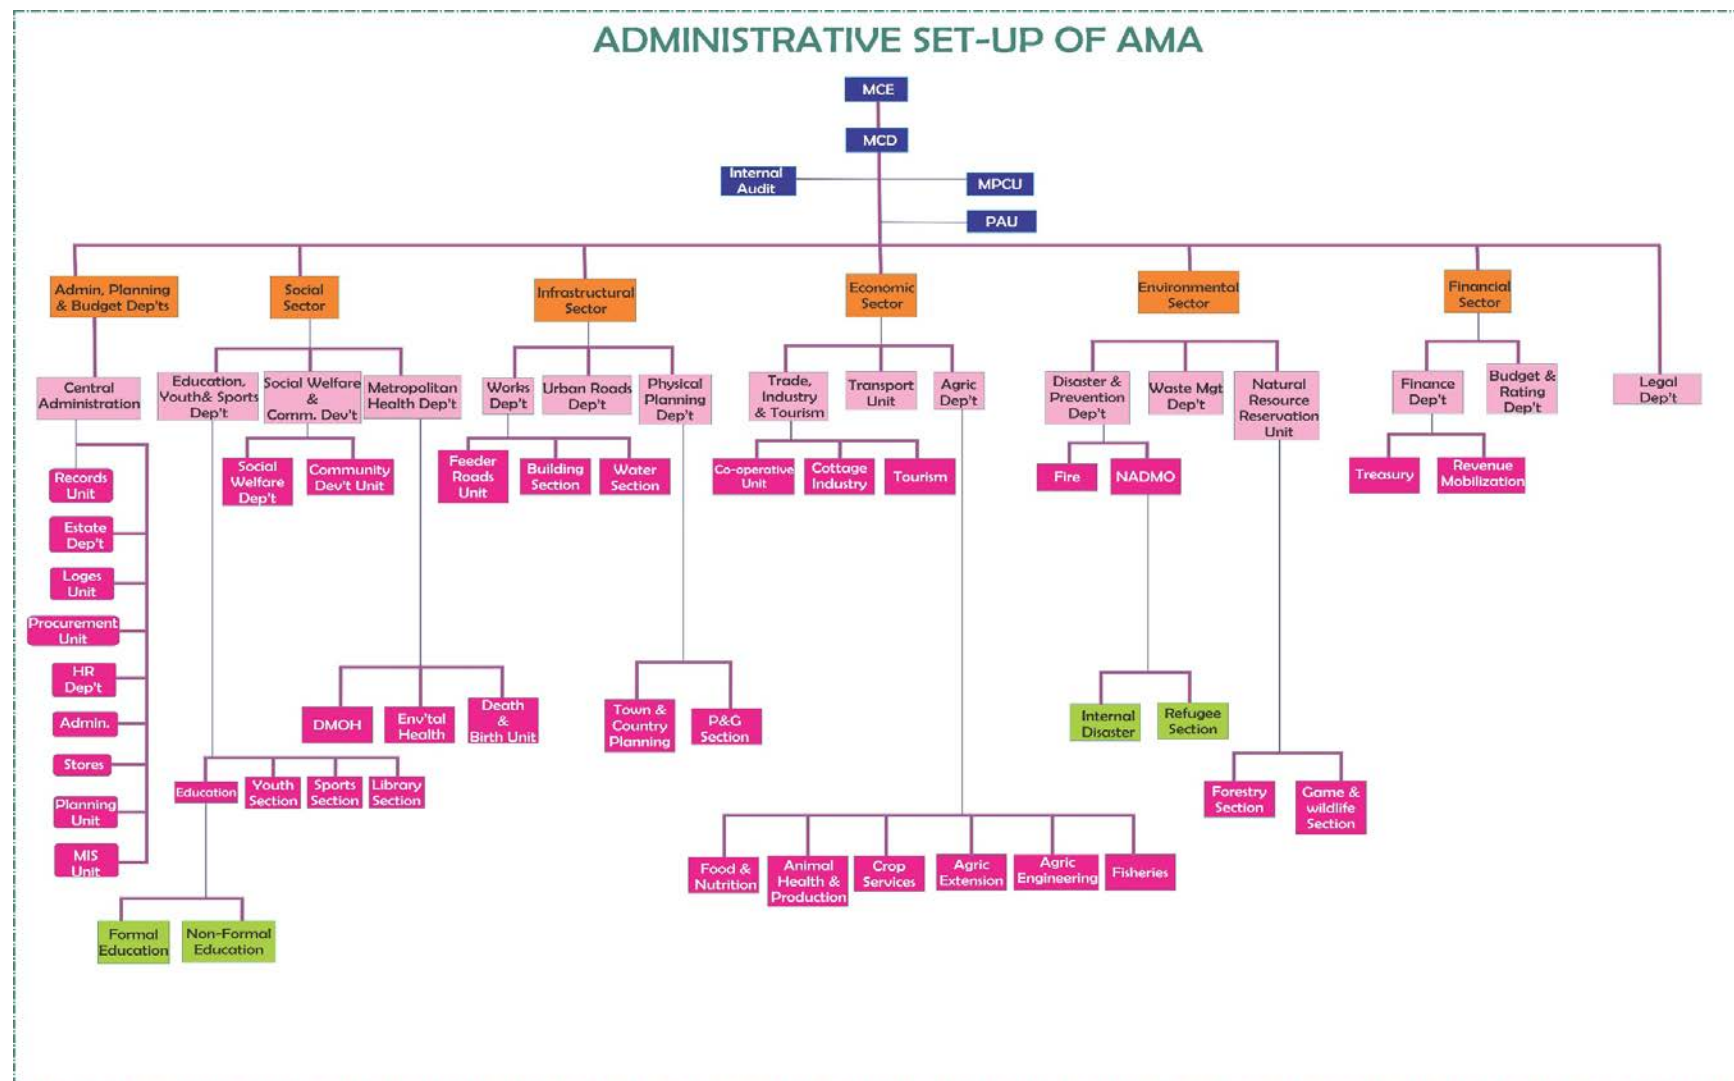 ADMINISTRATIVE SET-UP OF AMA
MCE
MCD
Internal
Audit
MPCU
PAU
Admin, Planning
& Budget Dep'ts
Social
Sector
Infrastructural
Sector
Economic
Sector
Environmental
Sector
Financial
Sector
Central
Administration
Education,
Youth& Sports
Dep't
Social Welfare
&
Comm. Dev't
Metropolitan
Health Dep't
Works
Dep't
Urban Roads
Dep't
Physical
Planning
Dep't
Trade,
Industry
& Tourism
Transport
Unit
Agric
Dep't
Disaster &
Prevention
Dep't
Waste Mgt
Dep't
Natural
Resource
Reservation
Unit
Finance
Dep't
Budget &
Rating
Dep't
Legal
Dep't
Social
Welfare
Dep't
Community
Dev't Unit
Feeder
Roads
Unit
Building
Section
Water
Section
Co-operative
Unit
Cottage
Industry
Tourism
Fire
NADMO
Treasury
Revenue
Mobilization
Records
Unit
Estate
Dep't
Loges
Unit
Procurement
Unit
HR
Dep't
Admin.
Stores
Planning
Unit
MIS
Unit
DMOH
Env'tal
Health
Death
&
Birth Unit
Town &
Country
Planning
P&G
Section
Internal
Disaster
Refugee
Section
Education
Youth
Section
Sports
Section
Library
Section
Forestry
Section
Game &
wildlife
Section
Food &
Nutrition
Animal
Health &
Production
Crop
Services
Agric
Extension
Agric
Engineering
Fisheries
Formal
Education
Non-Formal
Education